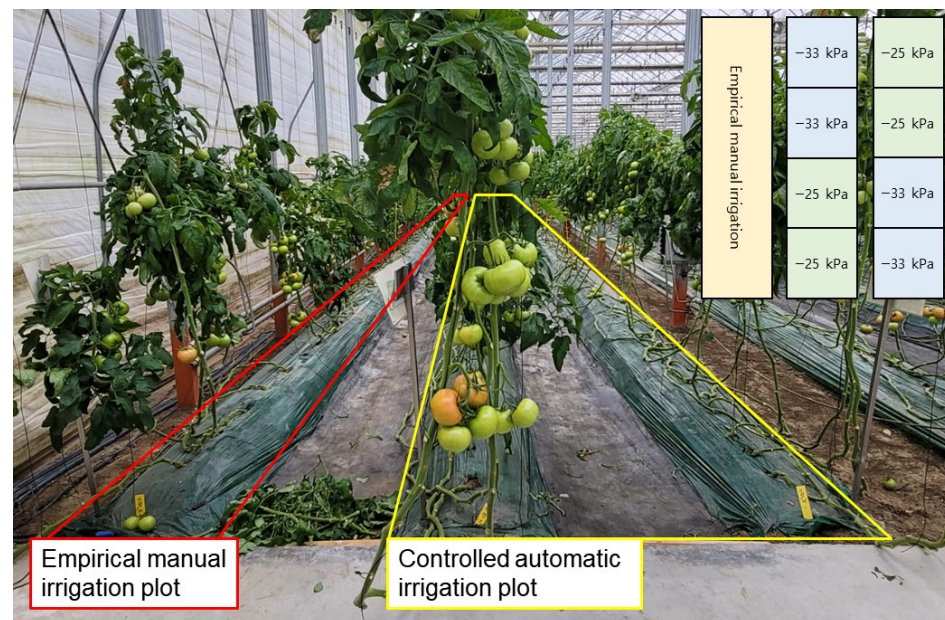 Empirical manual irrigation
−33 kPa
−25 kPa
−33 kPa
−25 kPa
−25 kPa
−33 kPa
−25 kPa
−33 kPa
Empirical manual
irrigation plot
Controlled automatic
irrigation plot